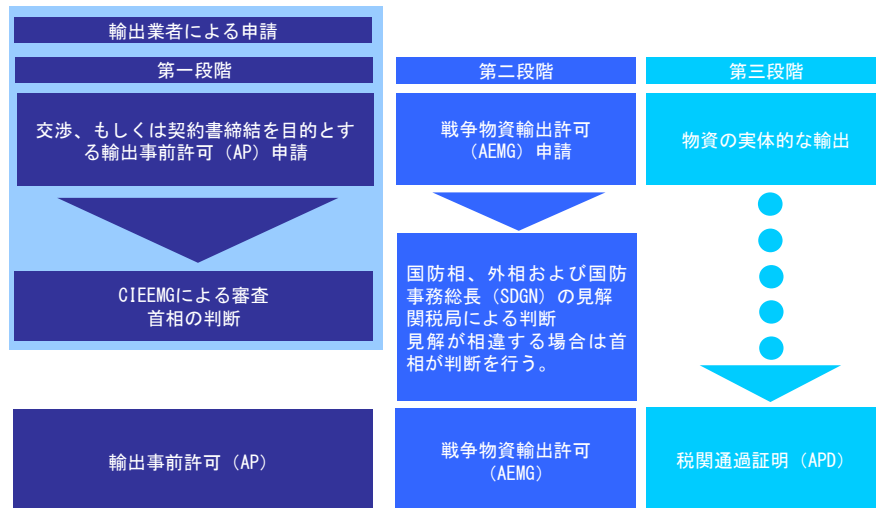 輸出業者による申請
第一段階
交渉、もしくは契約書締結を目的とす
る輸出事前許可（AP）申請
CIEEMGによる審査
首相の判断
輸出事前許可（AP）
第二段階
戦争物資輸出許可
（AEMG）申請
国防相、外相および国防
事務総長（SDGN）の見解
関税局による判断
見解が相違する場合は首
相が判断を行う。
戦争物資輸出許可
（AEMG）
第三段階
物資の実体的な輸出
税関通過証明（APD）